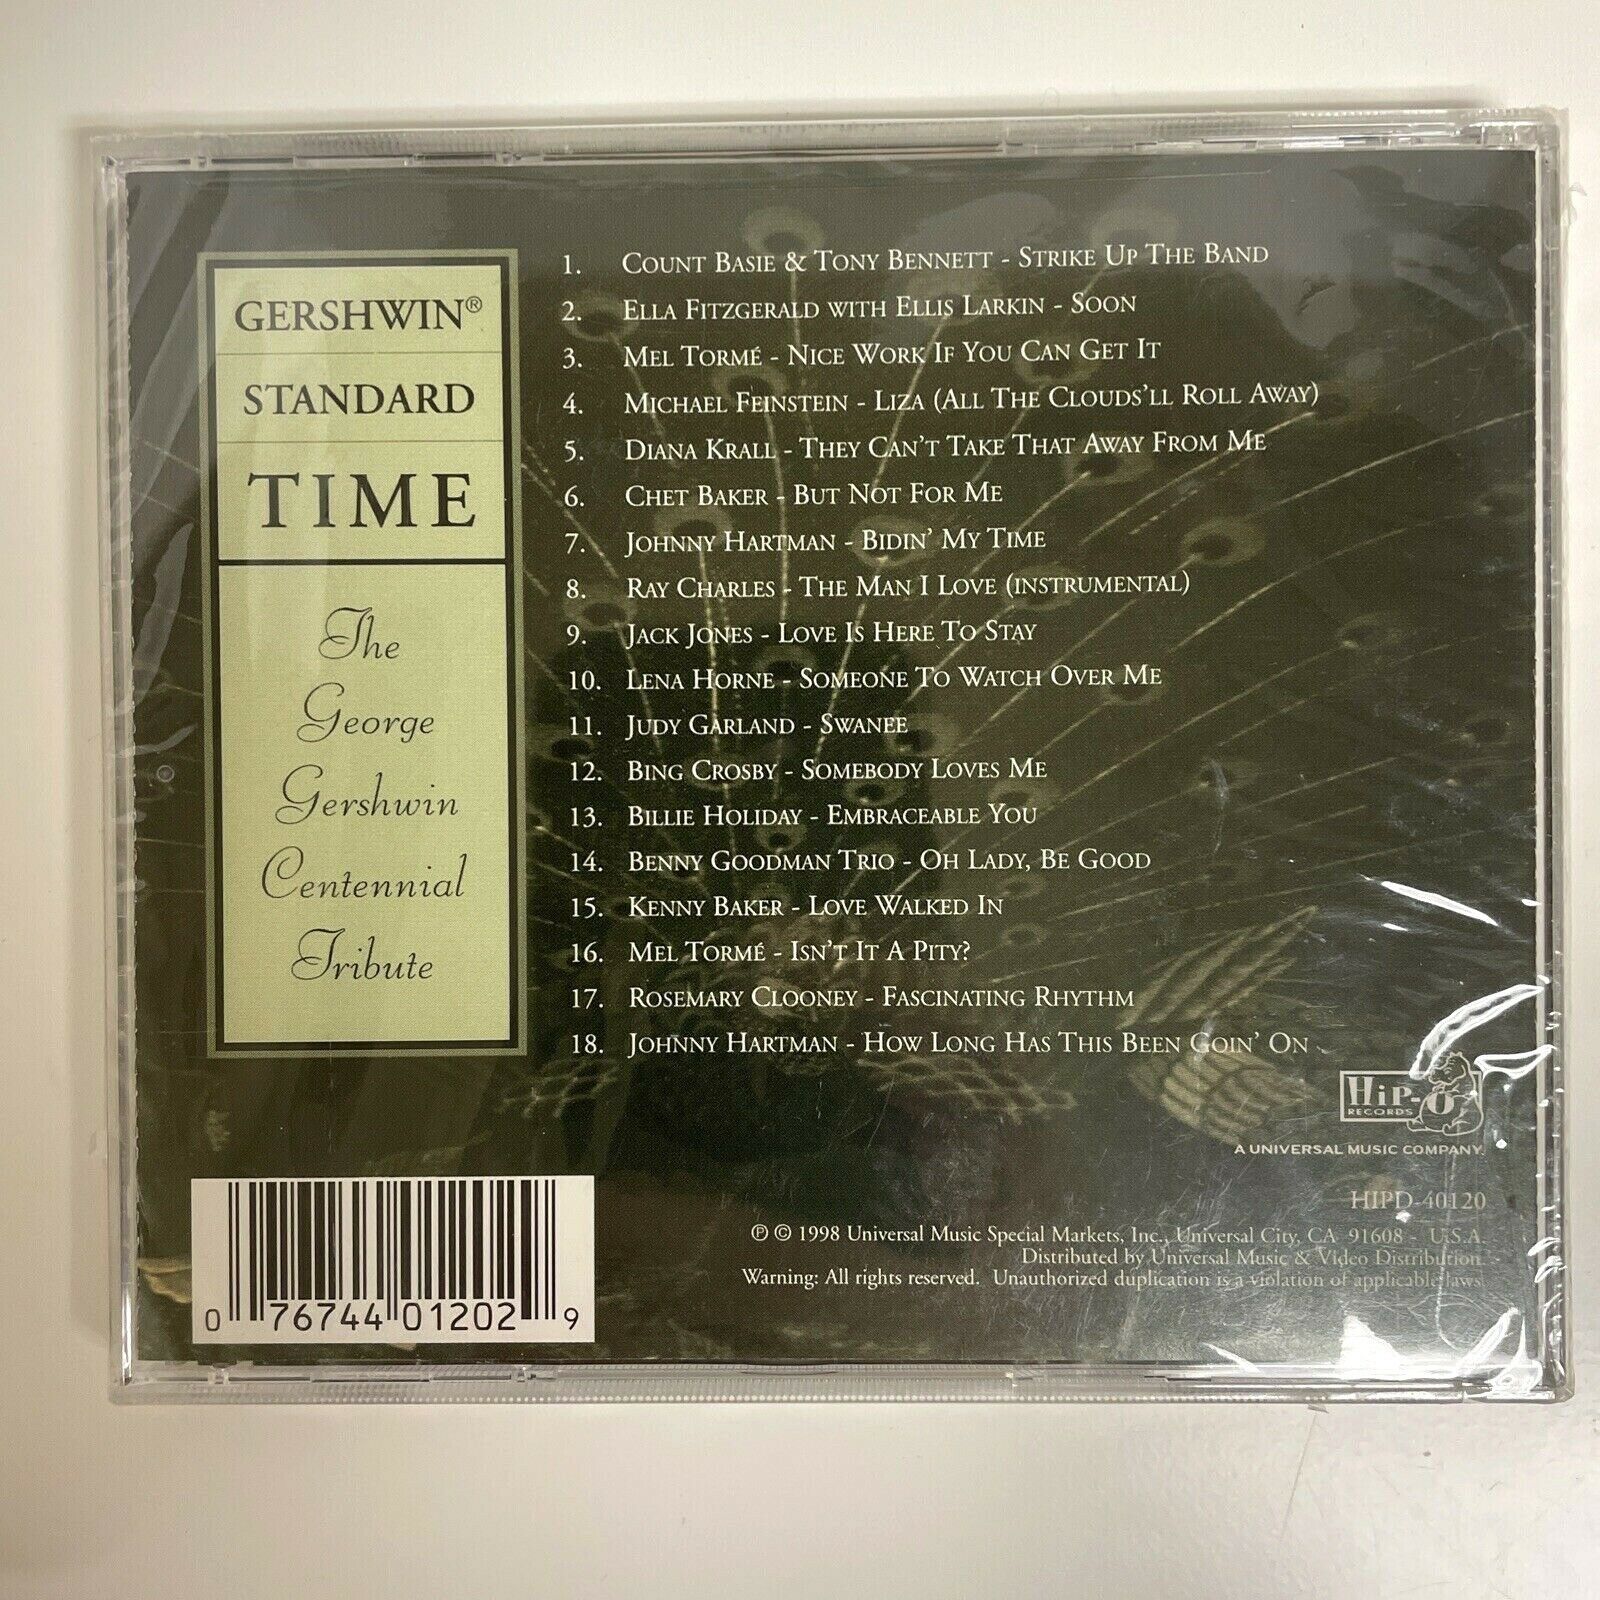 GERSHWIN®
STANDARD
TIME
The
George
Gershwin
Centennial
Tribute
1. COUNT BASIE & TONY BENNETT - STRIKE UP THE BAND
2. ELLA FITZGERALD WITH ELLIS LARKIN - SOON
3. MEL TORMÉ - NICE WORK IF YOU CAN GET IT
4. MICHAEL FEINSTEIN - LIZA (ALL THE CLOUDS'LL ROLL AWAY)
5. DIANA KRALL - THEY CAN'T TAKE THAT AWAY FROM ME
6. CHET BAKER - BUT NOT FOR ME
7. JOHNNY HARTMAN - BIDIN' MY TIME
8. RAY CHARLES - THE MAN I LOVE (INSTRUMENTAL)
9. JACK JONES - LOVE IS HERE TO STAY
10. LENA HORNE - SOMEONE TO WATCH OVER ME
11. JUDY GARLAND - SWANEE
12. BING CROSBY - SOMEBODY LOVES ME
13. BILLIE HOLIDAY - EMBRACEABLE YOU
14. BENNY GOODMAN TRIO - OH LADY, BE GOOD
15. KENNY BAKER - LOVE WALKED IN
16. MEL TORMÉ - ISN'T IT A PITY?
17. ROSEMARY CLOONEY - FASCINATING RHYTHM
18. JOHNNY HARTMAN - HOW LONG HAS THIS BEEN GOIN' ON
HiP-O
RECORDS
A UNIVERSAL MUSIC COMPANY.
HIPD-40120
℗ © 1998 Universal Music Special Markets, Inc., Universal City, CA 91608 - U.S.A.
Distributed by Universal Music & Video Distribution.
Warning: All rights reserved. Unauthorized duplication is a violation of applicable laws.
0 76744 01202 9